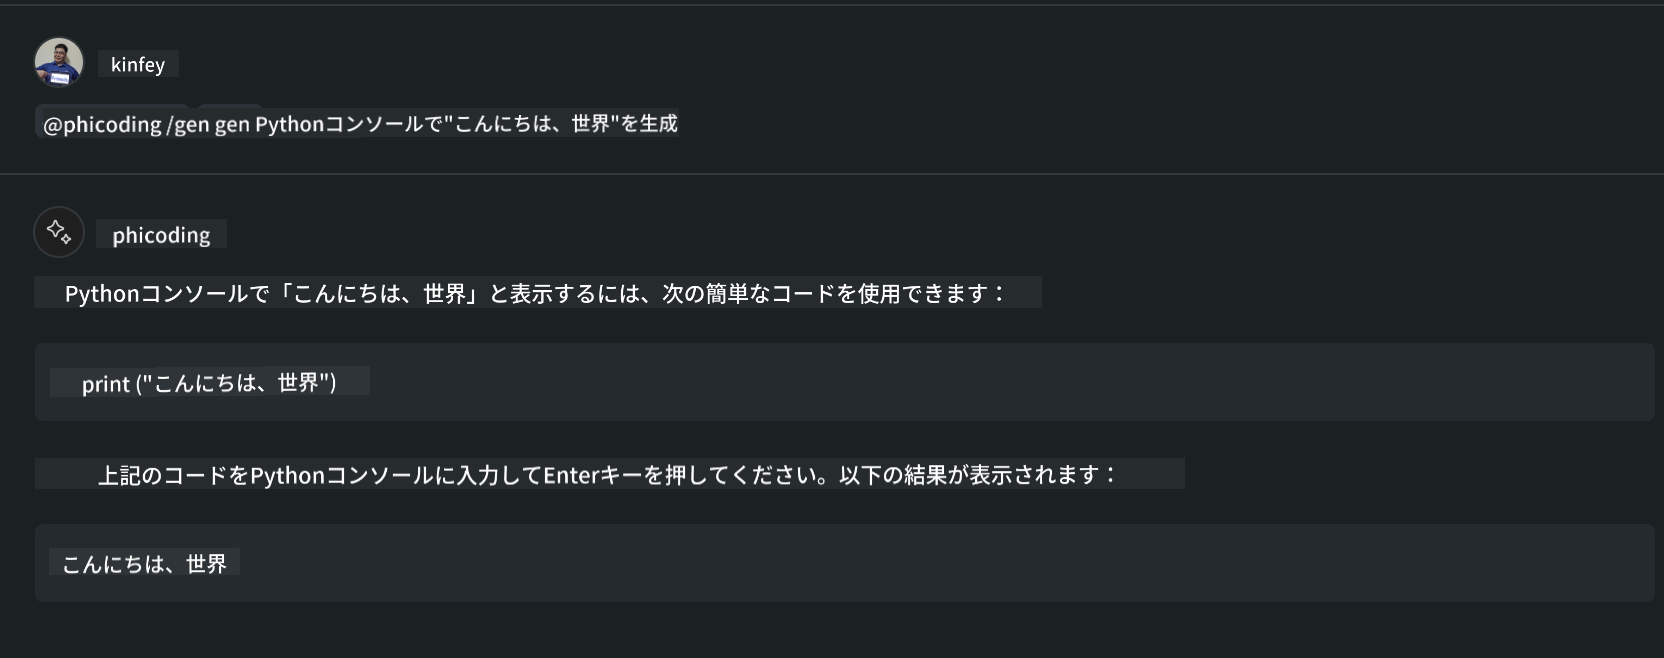 kinfey
@phicoding /gen gen Pythonコンソールで"こんにちは、世界"を生成
phicoding
Pythonコンソールで「こんにちは、世界」と表示するには、次の簡単なコードを使用できます：
print ("こんにちは、世界")
上記のコードをPythonコンソールに入力してEnterキーを押してください。以下の結果が表示されます：
こんにちは、世界